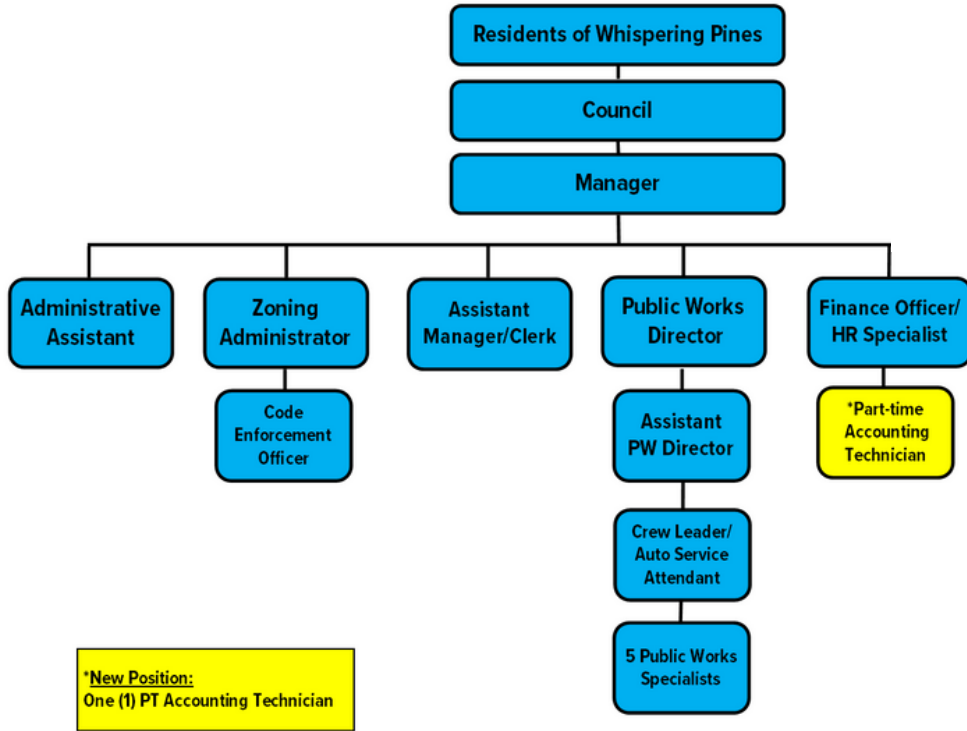 Residents of Whispering Pines
Council
Manager
Administrative
Assistant
Zoning
Administrator
Assistant
Manager/Clerk
Public Works
Director
Finance Officer/
HR Specialist
Code
Enforcement
Officer
Assistant
PW Director
*Part-time
Accounting
Technician
Crew Leader/
Auto Service
Attendant
5 Public Works
Specialists
*New Position:
One (1) PT Accounting Technician